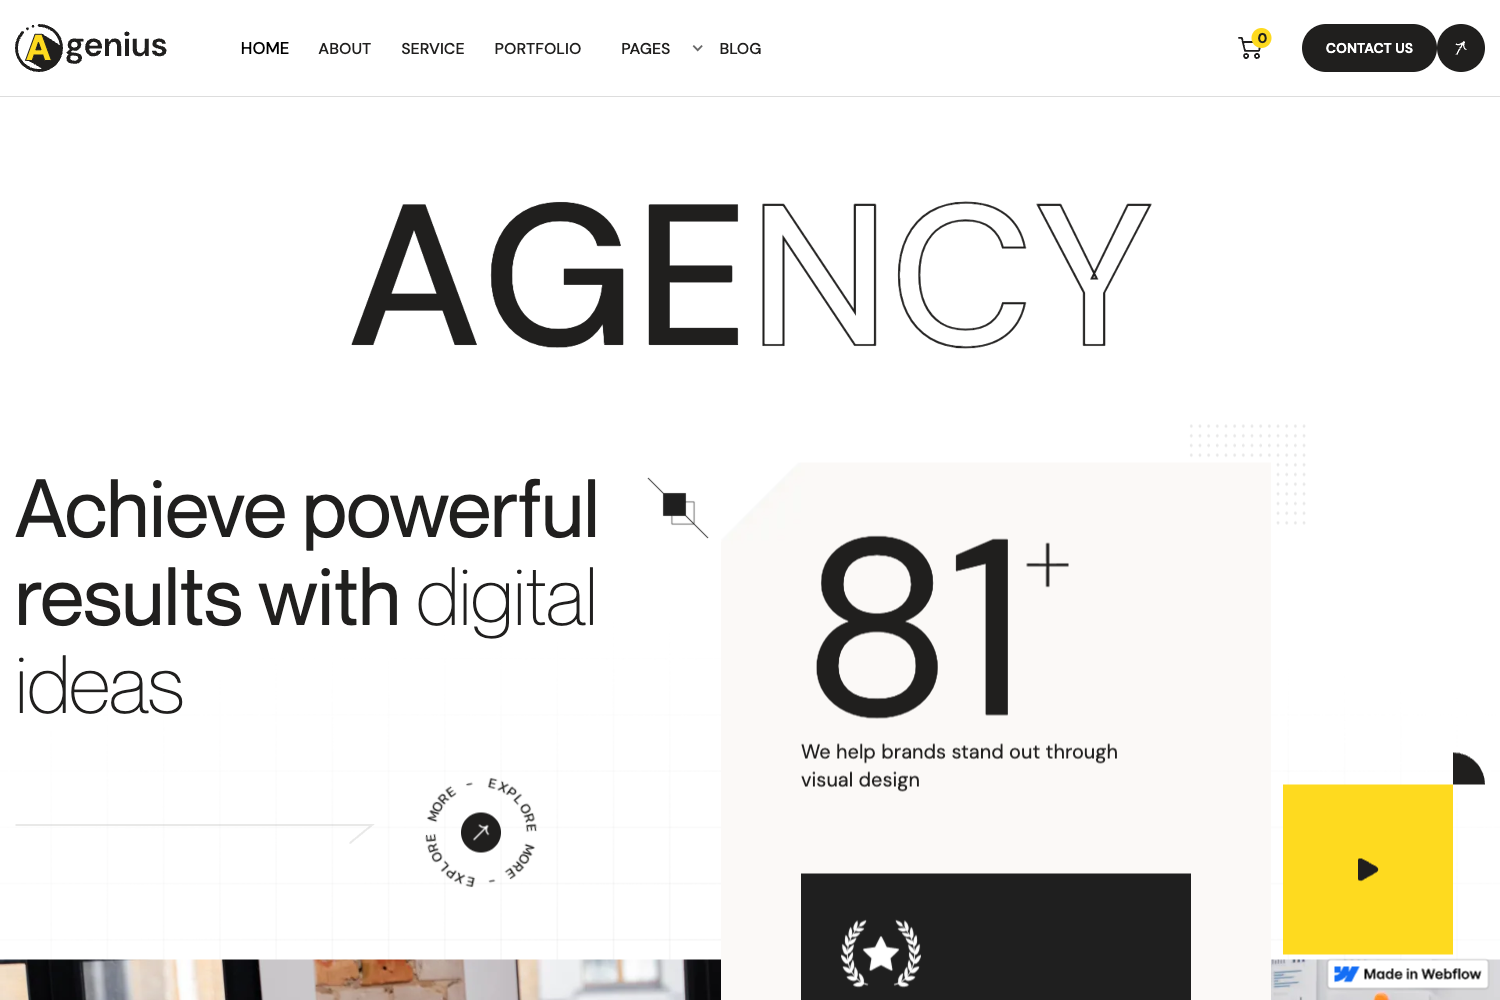 Agenius
HOME
ABOUT
SERVICE
PORTFOLIO
PAGES
BLOG
0
CONTACT US
AGENCY
Achieve powerful
results with digital
ideas
81+
We help brands stand out through
visual design
EXPLORE MORE - EXPLORE MORE -
Made in Webflow